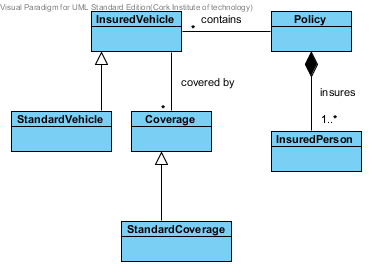 Visual Paradigm for UML Standard Edition(Cork Institute of technology)
InsuredVehicle
contains
Policy
*
covered by
insures
*
1..*
StandardVehicle
Coverage
InsuredPerson
StandardCoverage